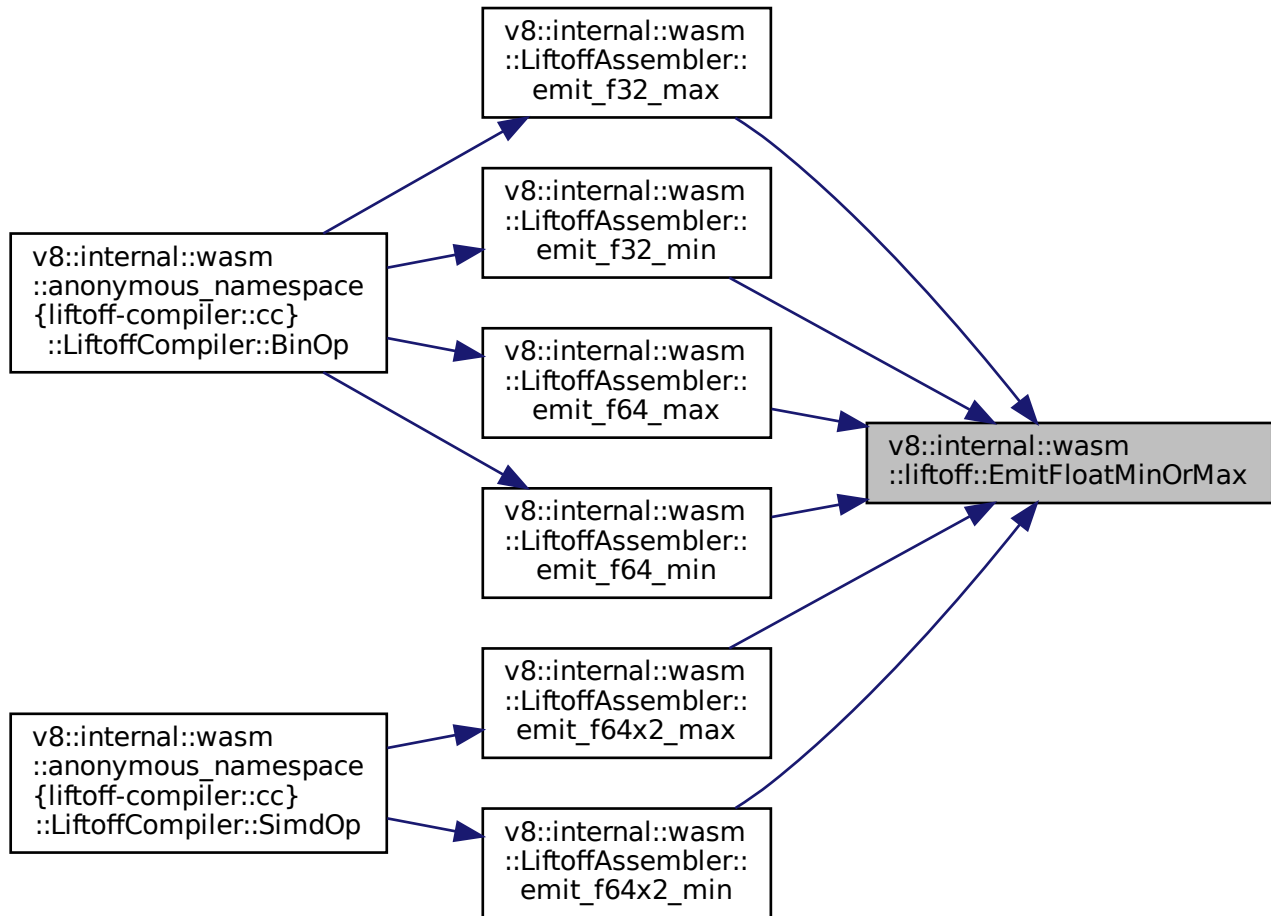 v8::internal::wasm
::LiftoffAssembler::
emit_f32_max
v8::internal::wasm
::LiftoffAssembler::
emit_f32_min
v8::internal::wasm
::anonymous_namespace
{liftoff-compiler::cc}
::LiftoffCompiler::BinOp
v8::internal::wasm
::LiftoffAssembler::
emit_f64_max
v8::internal::wasm
::liftoff::EmitFloatMinOrMax
v8::internal::wasm
::LiftoffAssembler::
emit_f64_min
v8::internal::wasm
::LiftoffAssembler::
emit_f64x2_max
v8::internal::wasm
::anonymous_namespace
{liftoff-compiler::cc}
::LiftoffCompiler::SimdOp
v8::internal::wasm
::LiftoffAssembler::
emit_f64x2_min